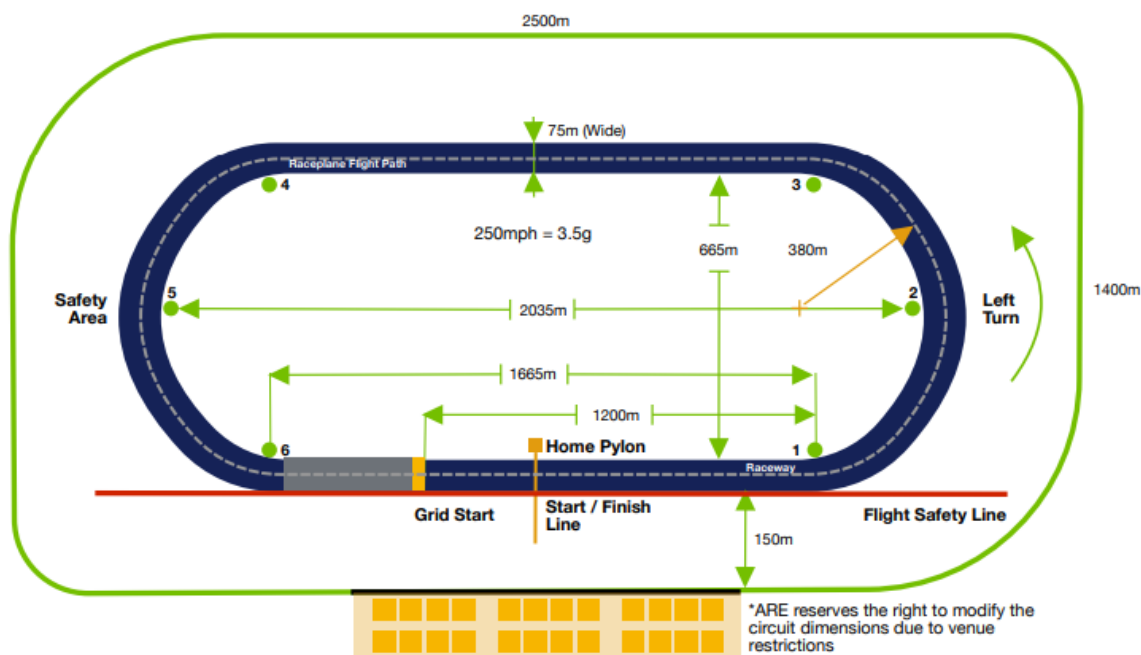 2500m
75m (Wide)
Raceplane Flight Path
4
3
250mph = 3.5g
665m
380m
Safety
Area
5
2
Left
Turn
1400m
2035m
1665m
1200m
6
Home Pylon
1
Raceway
Grid Start
Start / Finish
Line
Flight Safety Line
150m
*ARE reserves the right to modify the
circuit dimensions due to venue
restrictions